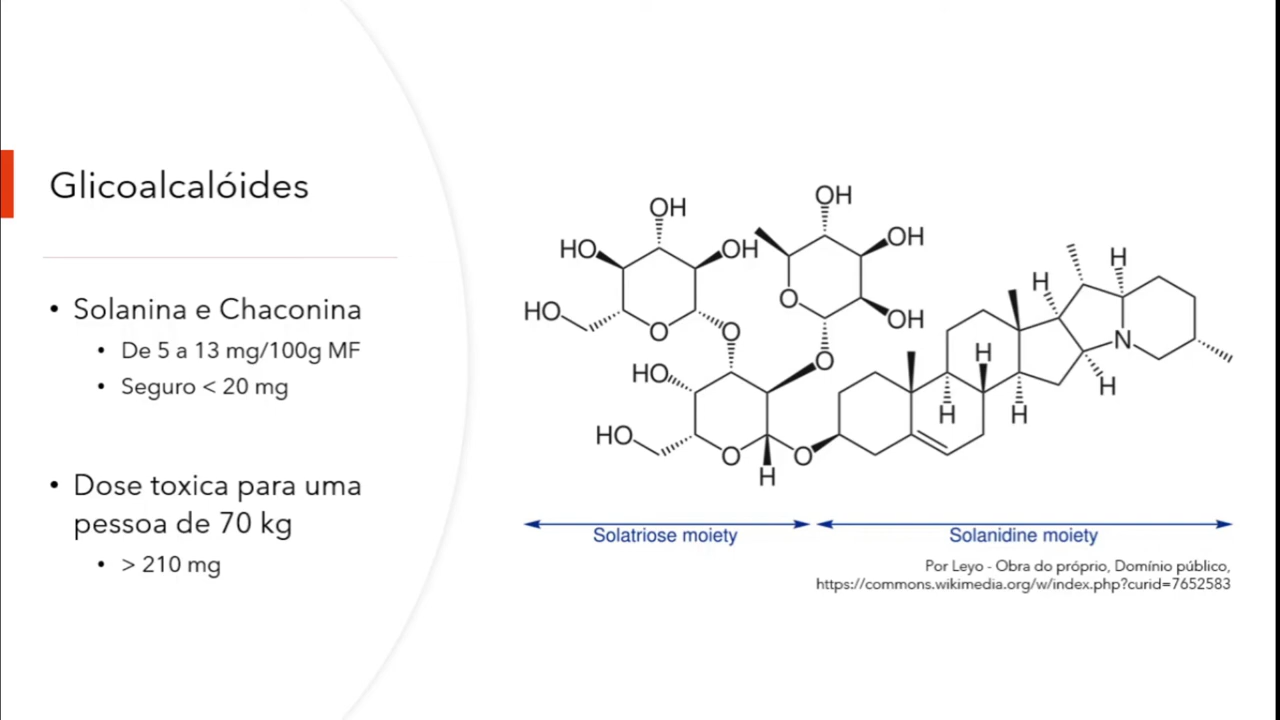 Glicoalcalóides
• Solanina e Chaconina
• De 5 a 13 mg/100g MF
• Seguro < 20 mg
• Dose toxica para uma
pessoa de 70 kg
• > 210 mg
OH
HO
OH
HO
O
O
OH
OH
O
OH
O
HO
HO
O
H
O
H
H
H
H
H
H
N
H
Solatriose moiety
Solanidine moiety
Por Leyo - Obra do próprio, Domínio público,
https://commons.wikimedia.org/w/index.php?curid=7652583